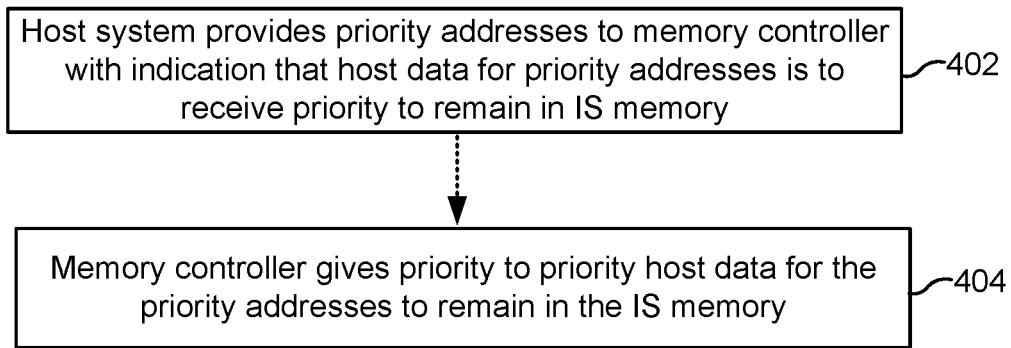 Host system provides priority addresses to memory controller
with indication that host data for priority addresses is to
receive priority to remain in IS memory
402
Memory controller gives priority to priority host data for the
priority addresses to remain in the IS memory
404